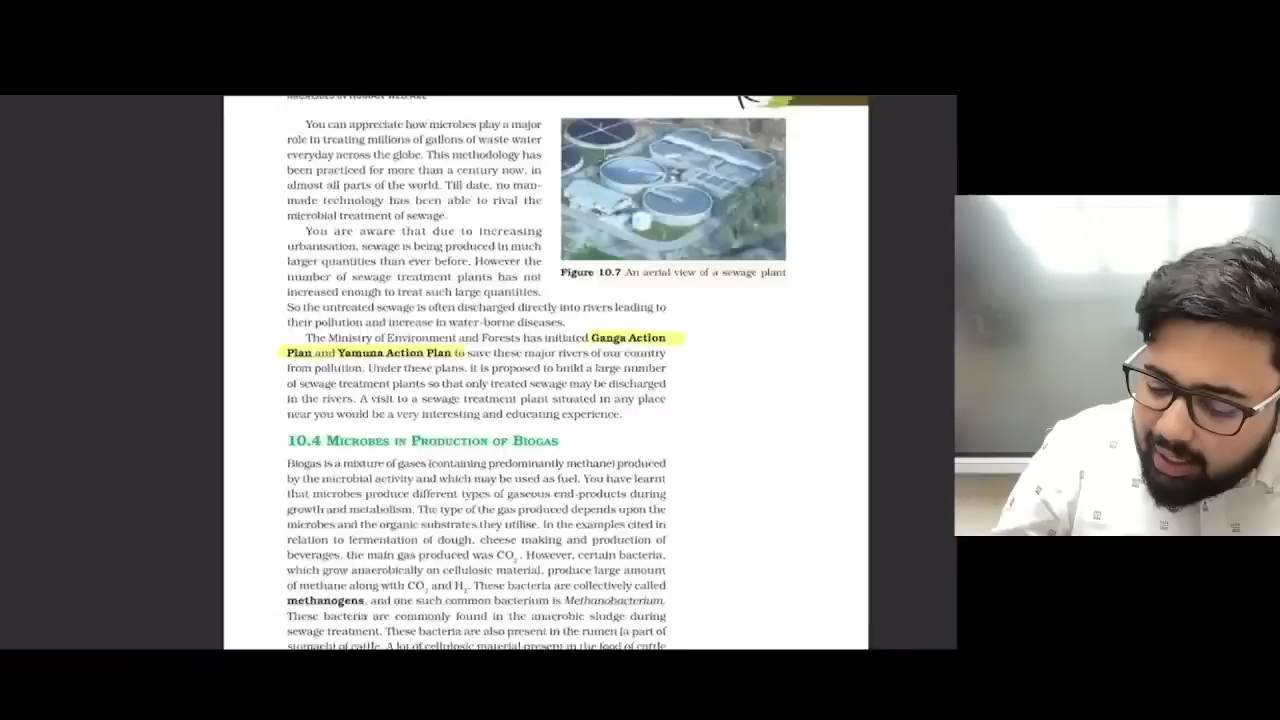 MICROBES IN HUMAN WELFARE
You can appreciate how microbes play a major
role in treating millions of gallons of waste water
everyday across the globe. This methodology has
been practiced for more than a century now, in
almost all parts of the world. Till date, no man-
made technology has been able to rival the
microbial treatment of sewage.
You are aware that due to increasing
urbanisation, sewage is being produced in much
larger quantities than ever before. However the
number of sewage treatment plants has not
increased enough to treat such large quantities.
So the untreated sewage is often discharged directly into rivers leading to
their pollution and increase in water-borne diseases.
Figure 10.7 An aerial view of a sewage plant
The Ministry of Environment and Forests has initiated Ganga Action
Plan and Yamuna Action Plan to save these major rivers of our country
from pollution. Under these plans, it is proposed to build a large number
of sewage treatment plants so that only treated sewage may be discharged
in the rivers. A visit to a sewage treatment plant situated in any place
near you would be a very interesting and educating experience.
10.4 MICROBES IN PRODUCTION OF BIOGAS
Biogas is a mixture of gases (containing predominantly methane) produced
by the microbial activity and which may be used as fuel. You have learnt
that microbes produce different types of gaseous end-products during
growth and metabolism. The type of the gas produced depends upon the
microbes and the organic substrates they utilise. In the examples cited in
relation to fermentation of dough, cheese making and production of
beverages, the main gas produced was CO₂. However, certain bacteria,
which grow anaerobically on cellulosic material, produce large amount
of methane along with CO₂ and H₂. These bacteria are collectively called
methanogens, and one such common bacterium is Methanobacterium.
These bacteria are commonly found in the anaerobic sludge during
sewage treatment. These bacteria are also present in the rumen (a part of
stomach) of cattle. A lot of cellulosic material present in the food of cattle